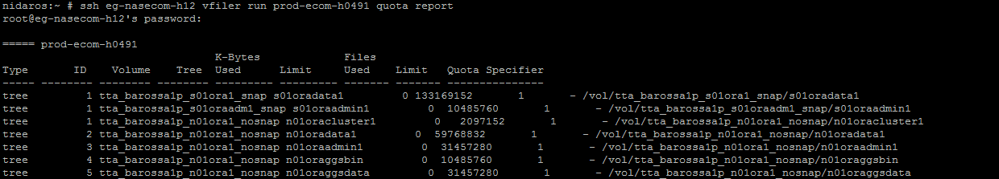 nidaros:~ # ssh eg-nasecom-h12 vfiler run prod-ecom-h0491 quota report
root@eg-nasecom-h12's password:
===== prod-ecom-h0491
K-Bytes Files
Type ID Volume Tree Used Limit Used Limit Quota Specifier
----- -------- -------- -------- --------- --------- ------- ------- ---------------
tree 1 tta_barossa1p_s01ora1_snap s01oradata1 0 133169152 1 - /vol/tta_barossa1p_s01ora1_snap/s01oradata1
tree 1 tta_barossa1p_s01oraadm1_snap s01oraadmin1 0 10485760 1 - /vol/tta_barossa1p_s01oraadm1_snap/s01oraadmin1
tree 1 tta_barossa1p_n01ora1_nosnap n01oracluster1 0 2097152 1 - /vol/tta_barossa1p_n01ora1_nosnap/n01oracluster1
tree 2 tta_barossa1p_n01ora1_nosnap n01oradata1 0 59768832 1 - /vol/tta_barossa1p_n01ora1_nosnap/n01oradata1
tree 3 tta_barossa1p_n01ora1_nosnap n01oraadmin1 0 31457280 1 - /vol/tta_barossa1p_n01ora1_nosnap/n01oraadmin1
tree 4 tta_barossa1p_n01ora1_nosnap n01oraggsbin 0 10485760 1 - /vol/tta_barossa1p_n01ora1_nosnap/n01oraggsbin
tree 5 tta_barossa1p_n01ora1_nosnap n01oraggsdata 0 31457280 1 - /vol/tta_barossa1p_n01ora1_nosnap/n01oraggsdata